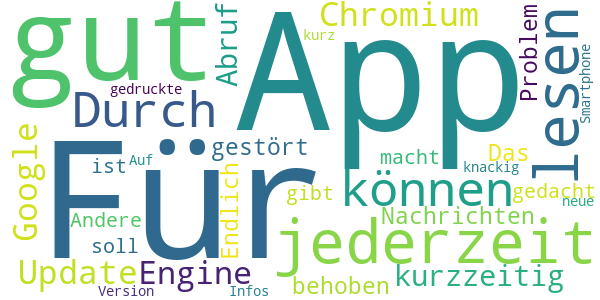 gut
App
Für
Abruf
Chromium
kurz
Problem
lesen
Smartphone
gedruckte
Durch
gestört
Google
ist
Auf
Endlich
macht
Das
knackig
können
gibt
gedacht
neue
Andere
soll
Nachrichten
jederzeit
Update
Engine
behoben
kurzzeitig
Version
Infos